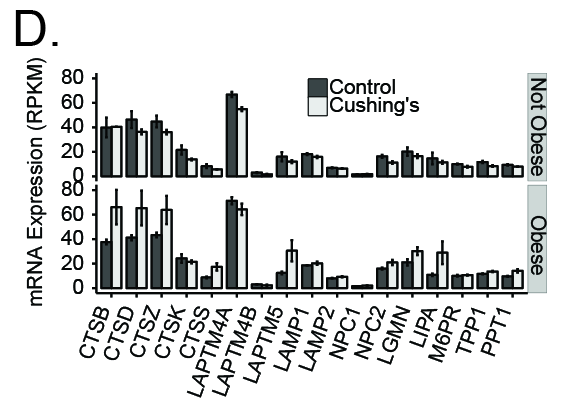 D.
mRNA Expression (RPKM)
80
60
40
20
0
Control
Cushing's
Not Obese
80
60
40
20
0
Obese
CTSB
CTSD
CTSZ
CTSK
CTSS
LAPTM4A
LAPTM4B
LAPTM5
LAMP1
LAMP2
NPC1
NPC2
LGMN
LIPA
M6PR
TPP1
PPT1